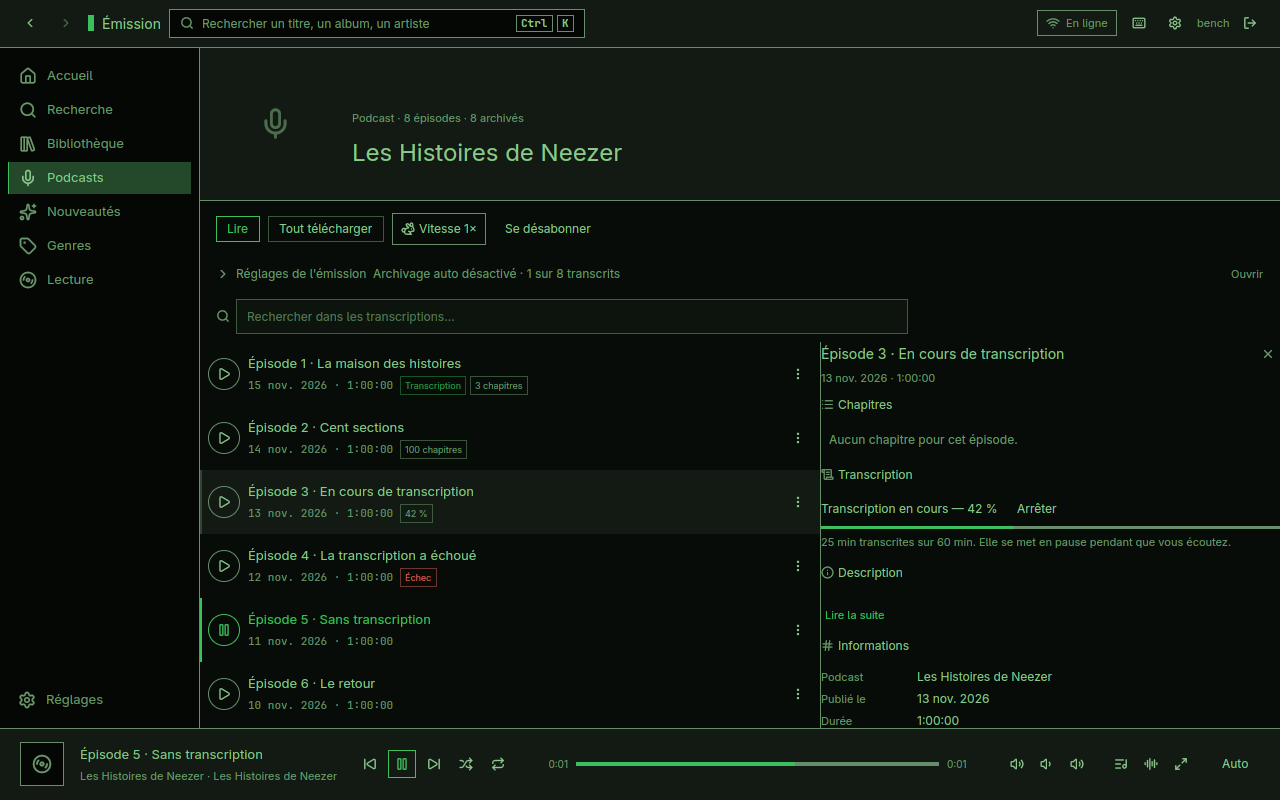 Émission
Rechercher un titre, un album, un artiste Ctrl K
En ligne
bench
Accueil
Recherche
Bibliothèque
Podcasts
Nouveautés
Genres
Lecture
Réglages
Podcast · 8 épisodes · 8 archivés
Les Histoires de Neezer
Lire Tout télécharger Vitesse 1× Se désabonner
Réglages de l'émission Archivage auto désactivé · 1 sur 8 transcrits Ouvrir
Rechercher dans les transcriptions...
Épisode 1 · La maison des histoires
15 nov. 2026 · 1:00:00 Transcription 3 chapitres
Épisode 2 · Cent sections
14 nov. 2026 · 1:00:00 100 chapitres
Épisode 3 · En cours de transcription
13 nov. 2026 · 1:00:00 42 %
Épisode 4 · La transcription a échoué
12 nov. 2026 · 1:00:00 Échec
Épisode 5 · Sans transcription
11 nov. 2026 · 1:00:00
Épisode 6 · Le retour
10 nov. 2026 · 1:00:00
Épisode 3 · En cours de transcription
13 nov. 2026 · 1:00:00
Chapitres
Aucun chapitre pour cet épisode.
Transcription
Transcription en cours — 42 % Arrêter
25 min transcrites sur 60 min. Elle se met en pause pendant que vous écoutez.
Description
Lire la suite
Informations
Podcast Les Histoires de Neezer
Publié le 13 nov. 2026
Durée 1:00:00
Épisode 5 · Sans transcription
Les Histoires de Neezer · Les Histoires de Neezer
0:01 0:01
Auto